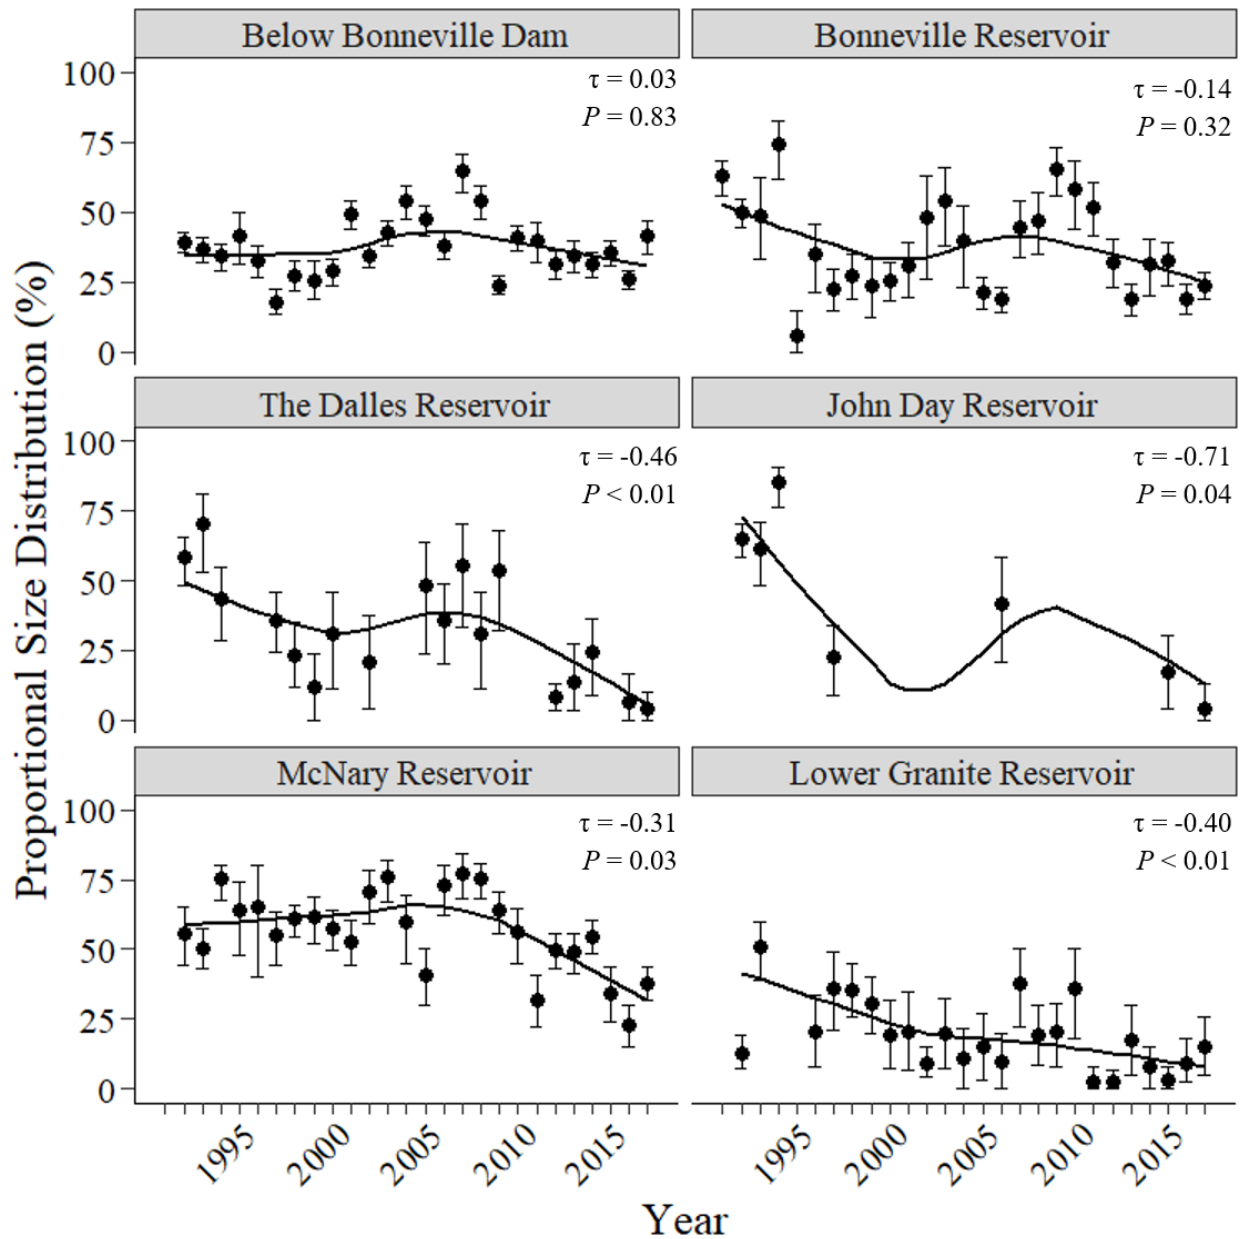 Below Bonneville Dam
Bonneville Reservoir
100
75
50
25
0
τ = 0.03
P = 0.83
τ = -0.14
P = 0.32
The Dalles Reservoir
John Day Reservoir
100
75
50
25
0
τ = -0.46
P < 0.01
τ = -0.71
P = 0.04
McNary Reservoir
Lower Granite Reservoir
100
75
50
25
0
τ = -0.31
P = 0.03
τ = -0.40
P < 0.01
Proportional Size Distribution (%)
1995 2000 2005 2010 2015
1995 2000 2005 2010 2015
Year